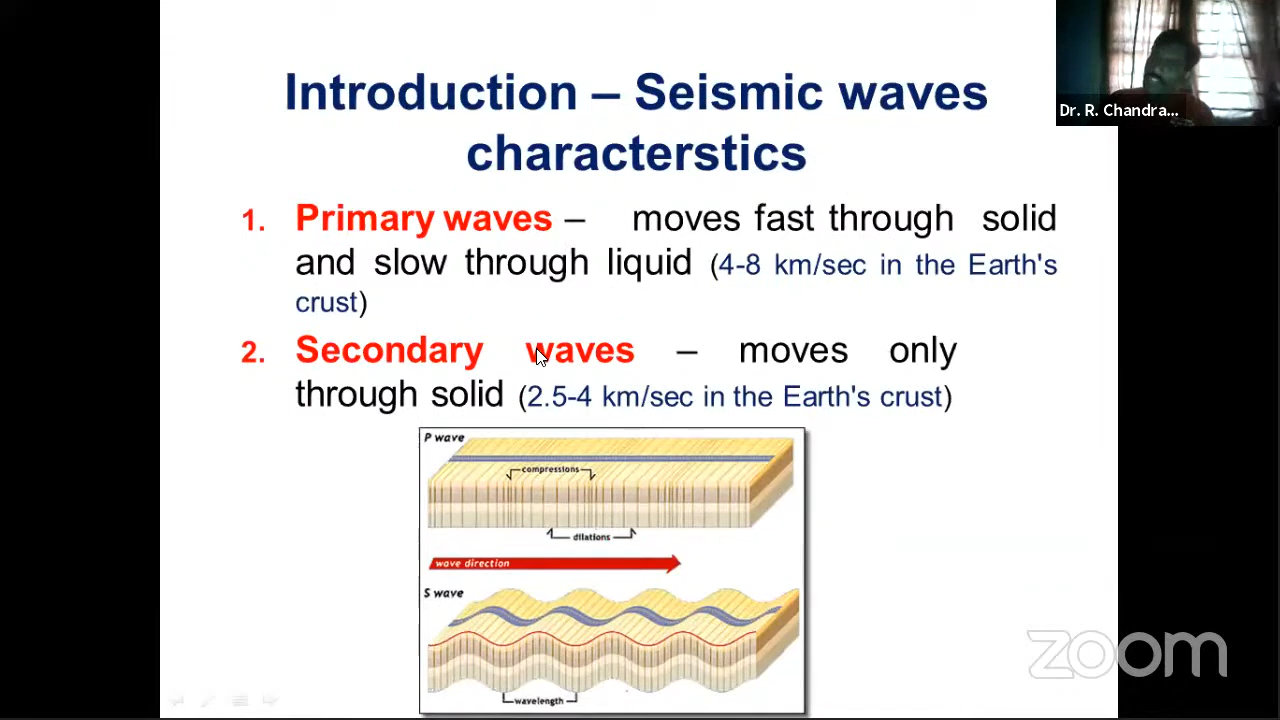 Introduction – Seismic waves
characterstics
Dr. R. Chandra...
1. Primary waves – moves fast through solid
and slow through liquid (4-8 km/sec in the Earth's
crust)
2. Secondary waves – moves only
through solid (2.5-4 km/sec in the Earth's crust)
P wave
compressions
dilations
wave direction
S wave
wavelength
zoom